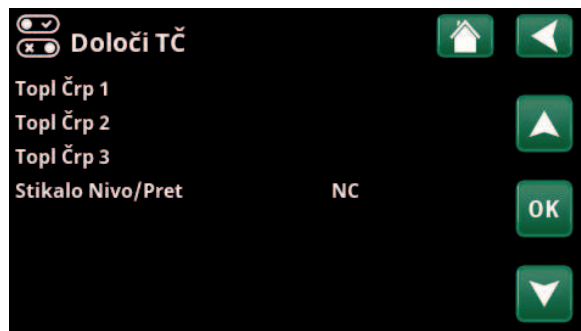 Določi TČ
Topl Črp 1
Topl Črp 2
Topl Črp 3
Stikalo Nivo/Pret NC
OK